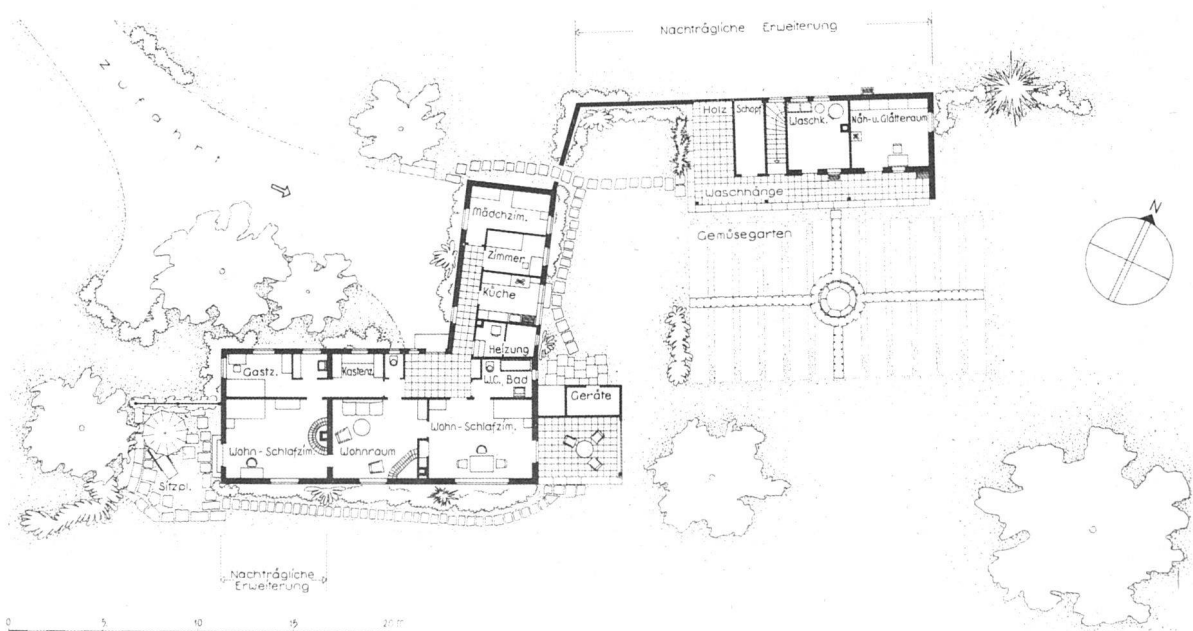 Nachträgliche Erweiterung
Zufahrt
N
Holz
Schopf
Waschk.
Näh- u. Glätteraum
Waschhänge
Gemüsegarten
Mädchzim.
Zimmer
Küche
Heizung
W.C. Bad
Gastz.
Kastenz.
Geräte
Wohn-Schlafzim.
Wohnraum
Wohn-Schlafzim.
Sitzpl.
Nachträgliche
Erweiterung
0 5 10 15 20 m